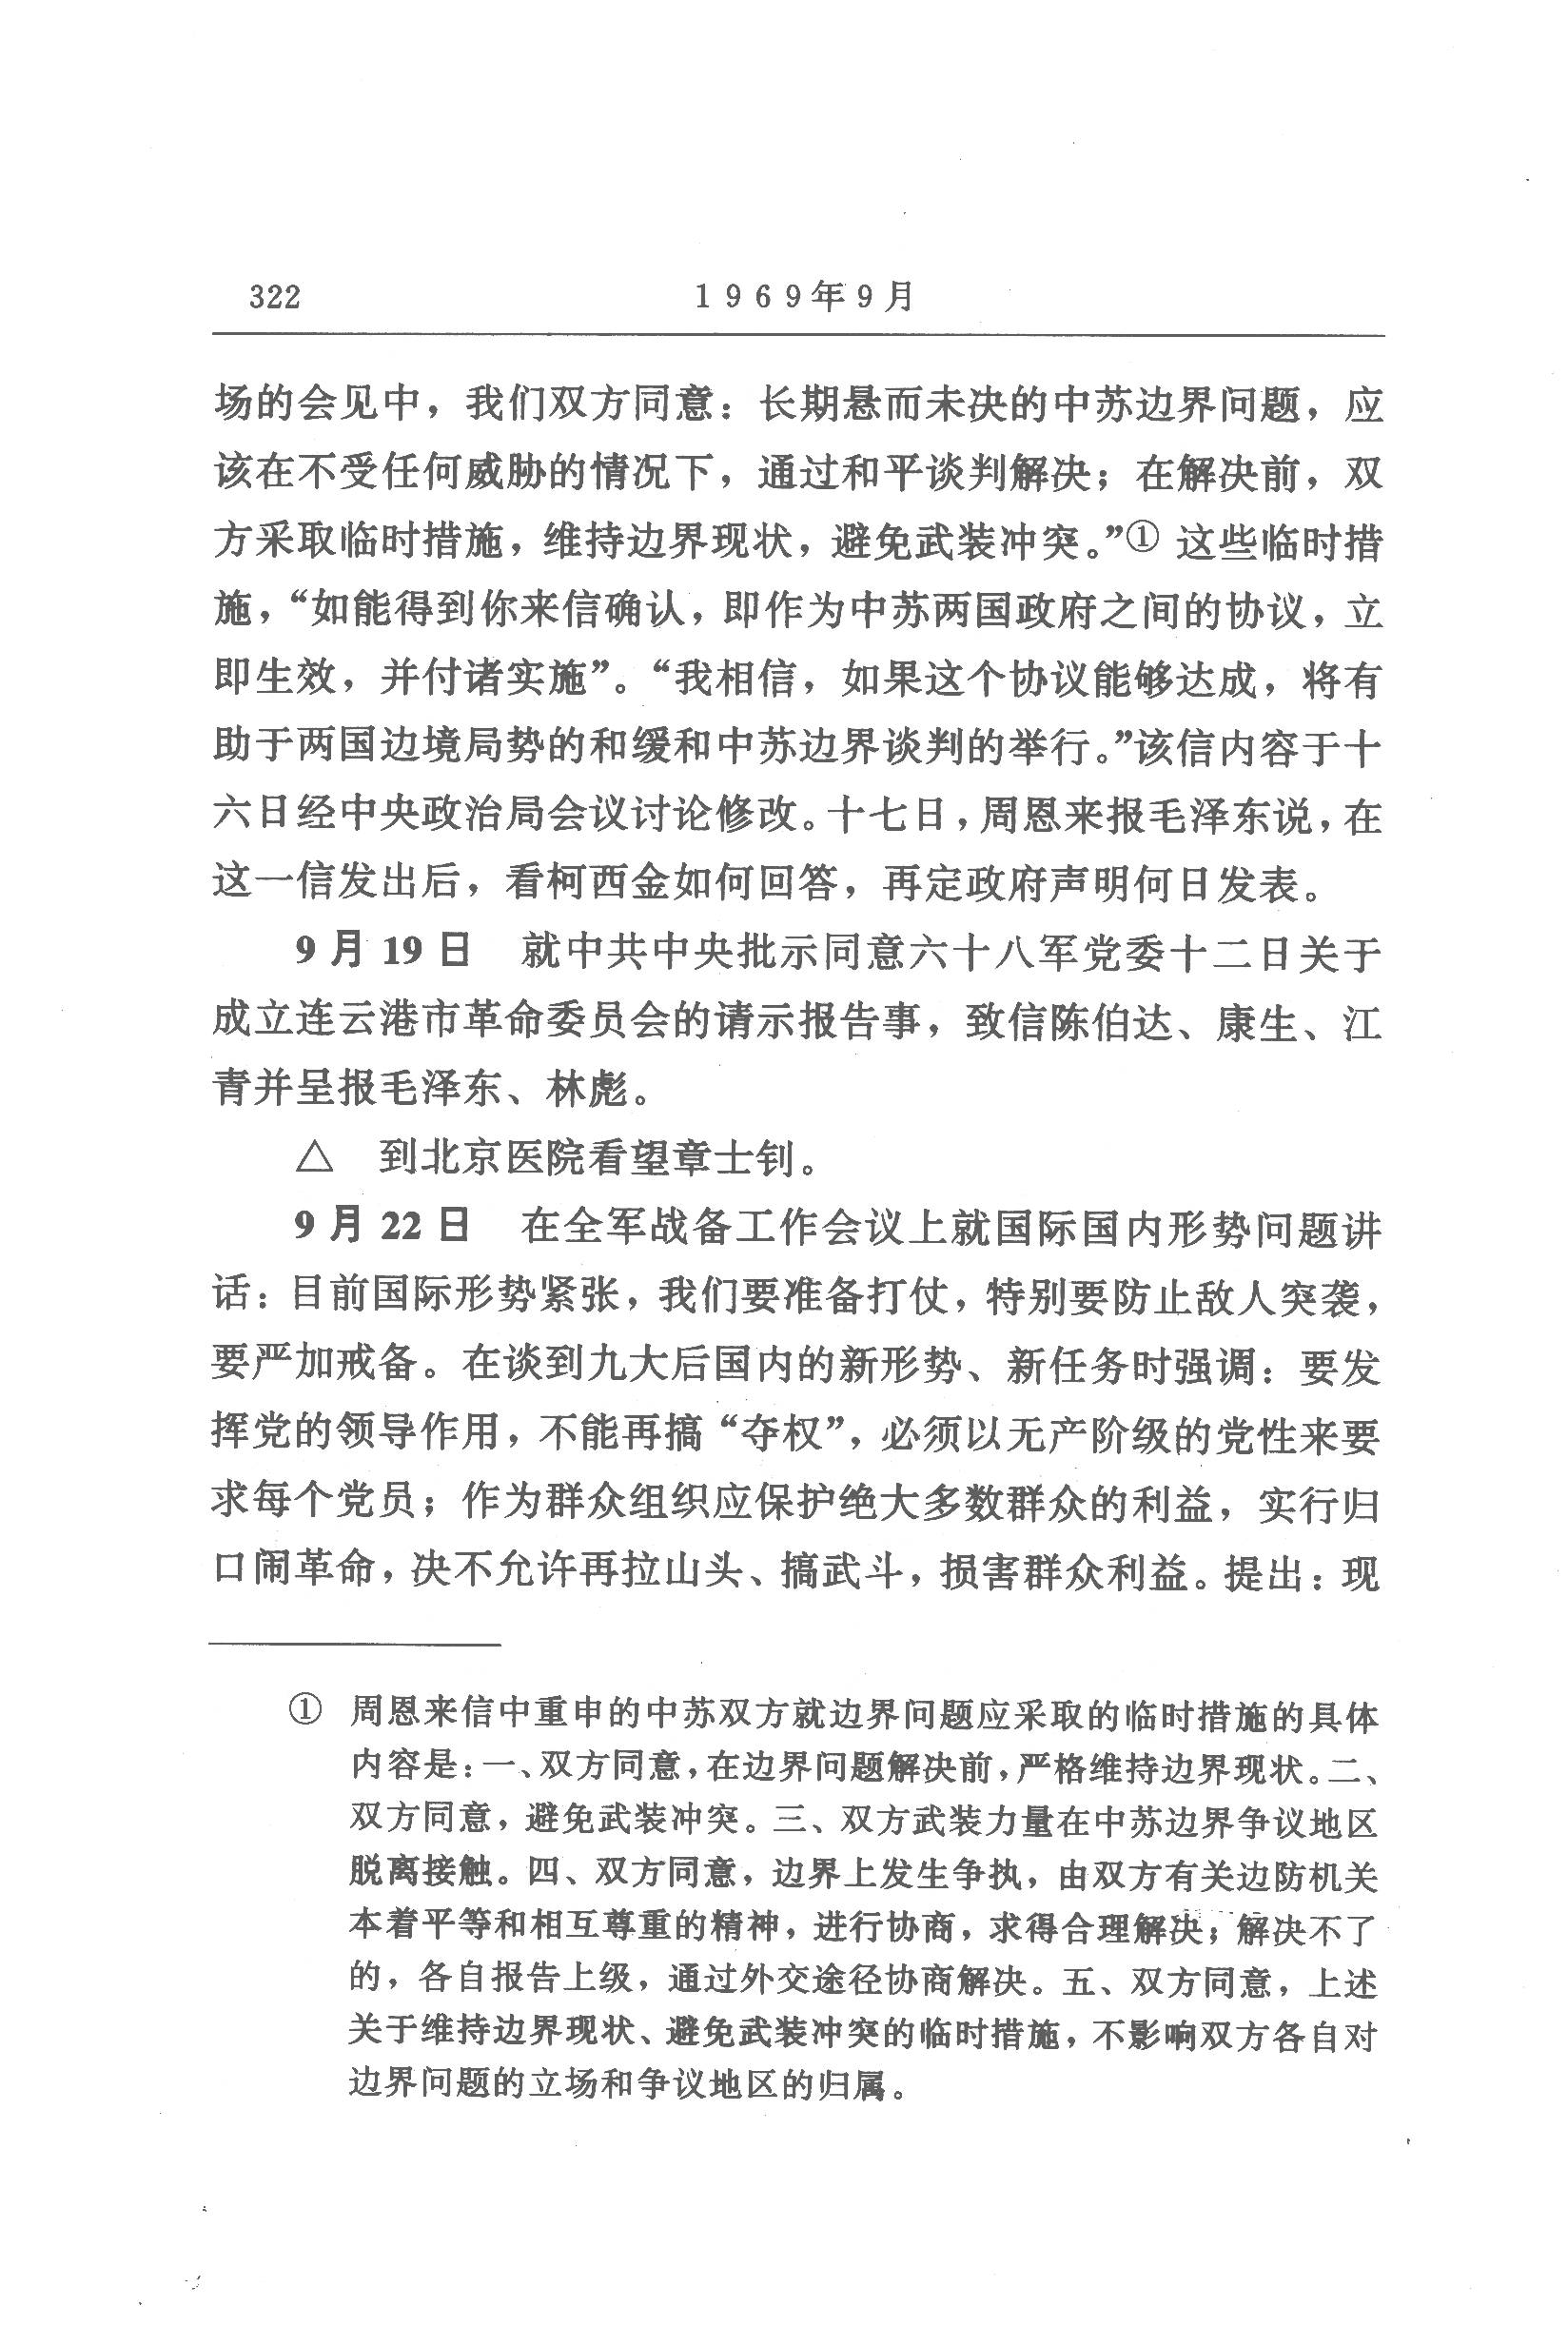 322
1969年9月
场的会见中，我们双方同意：长期悬而未决的中苏边界问题，应
该在不受任何威胁的情况下，通过和平谈判解决；在解决前，双
方采取临时措施，维持边界现状，避免武装冲突。”① 这些临时措
施，“如能得到你来信确认，即作为中苏两国政府之间的协议，立
即生效，并付诸实施”。“我相信，如果这个协议能够达成，将有
助于两国边境局势的和缓和中苏边界谈判的举行。”该信内容于十
六日经中央政治局会议讨论修改。十七日，周恩来报毛泽东说，在
这一信发出后，看柯西金如何回答，再定政府声明何日发表。
9月19日 就中共中央批示同意六十八军党委十二日关于
成立连云港市革命委员会的请示报告事，致信陈伯达、康生、江
青并呈报毛泽东、林彪。
△ 到北京医院看望章士钊。
9月22日 在全军战备工作会议上就国际国内形势问题讲
话：目前国际形势紧张，我们要准备打仗，特别要防止敌人突袭，
要严加戒备。在谈到九大后国内的新形势、新任务时强调：要发
挥党的领导作用，不能再搞“夺权”，必须以无产阶级的党性来要
求每个党员；作为群众组织应保护绝大多数群众的利益，实行归
口闹革命，决不允许再拉山头、搞武斗，损害群众利益。提出：现
① 周恩来信中重申的中苏双方就边界问题应采取的临时措施的具体
内容是：一、双方同意，在边界问题解决前，严格维持边界现状。二、
双方同意，避免武装冲突。三、双方武装力量在中苏边界争议地区
脱离接触。四、双方同意，边界上发生争执，由双方有关边防机关
本着平等和相互尊重的精神，进行协商，求得合理解决；解决不了
的，各自报告上级，通过外交途径协商解决。五、双方同意，上述
关于维持边界现状、避免武装冲突的临时措施，不影响双方各自对
边界问题的立场和争议地区的归属。